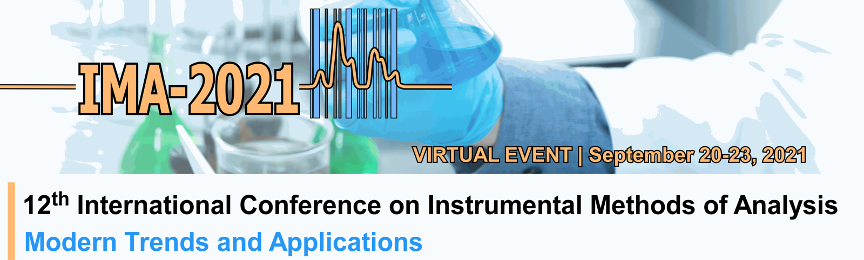 IMA-2021
VIRTUAL EVENT | September 20-23, 2021
12th International Conference on Instrumental Methods of Analysis
Modern Trends and Applications